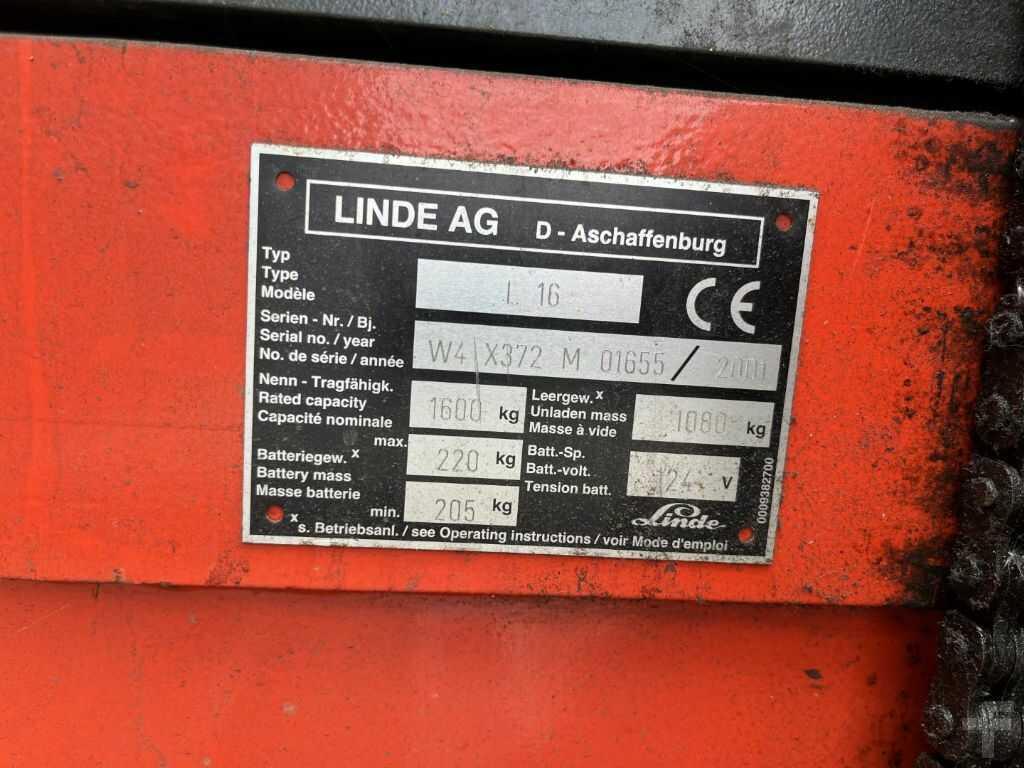 LINDE AG D - Aschaffenburg
Typ
Type
Modèle
L 16
CE
Serien - Nr. / Bj.
Serial no. / year
No. de série / année
W4 X372 M 01655 / 2000
Nenn - Tragfähigk.
Rated capacity
Capacité nominale
1600 kg
Leergew. x
Unladen mass
Masse à vide
1080 kg
Batteriegew. x
Battery mass
Masse batterie
max.
220 kg
min.
205 kg
Batt.-Sp.
Batt.-volt.
Tension batt.
V
Linde
0009382700
x
s. Betriebsanl. / see Operating instructions / voir Mode d'emploi